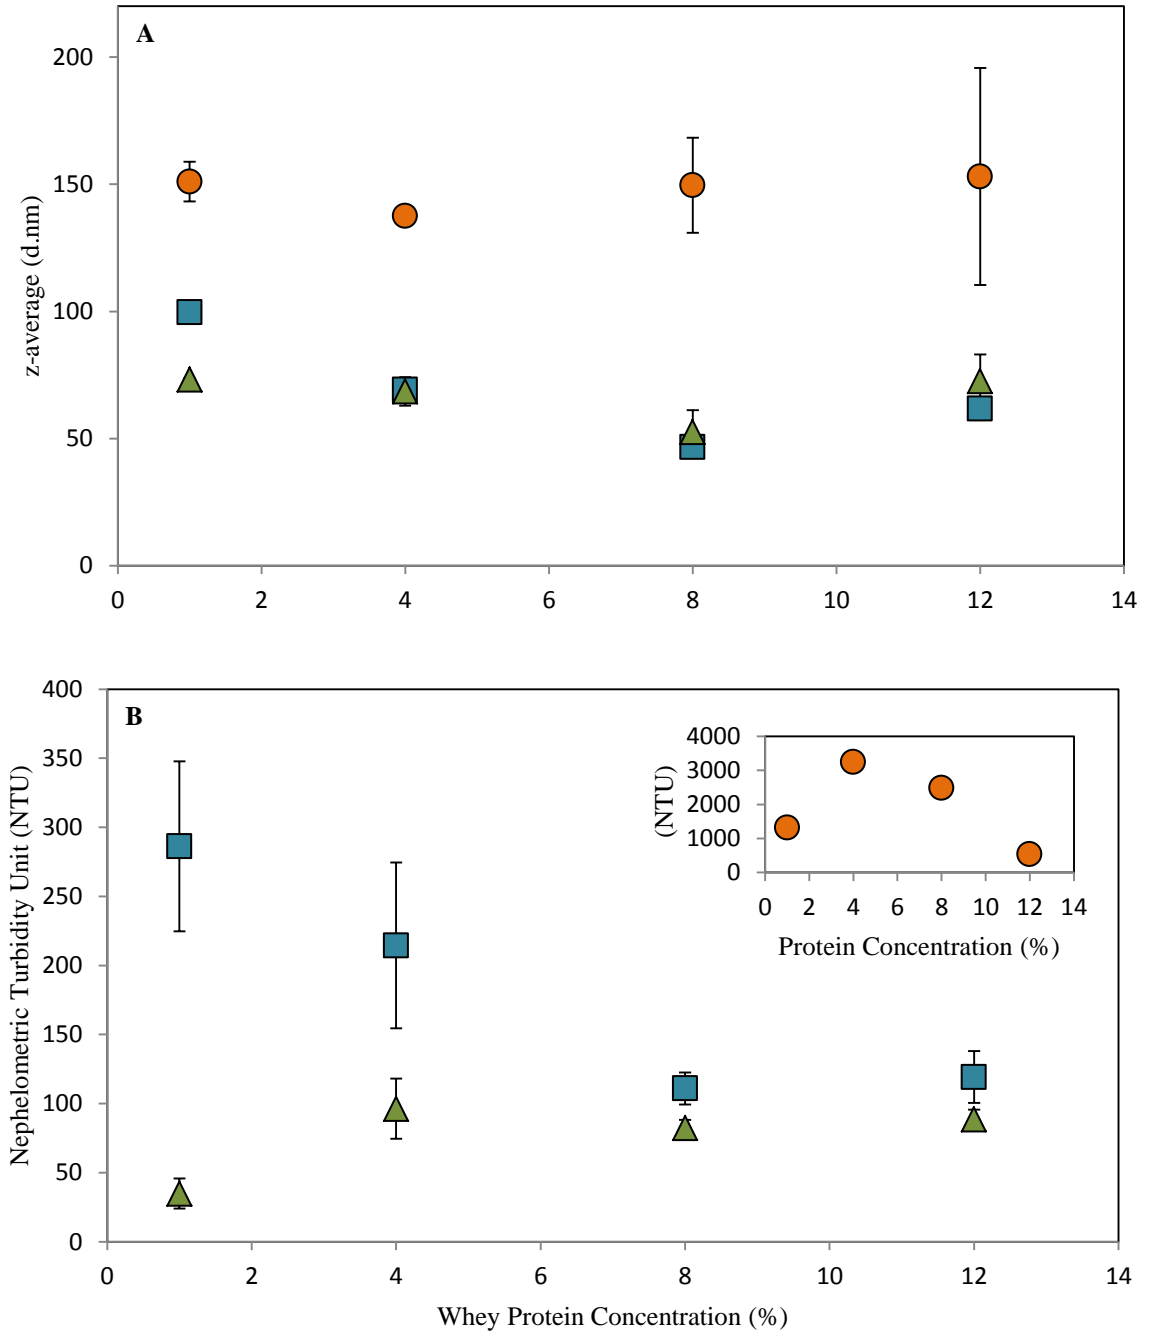 A
200
150
100
50
0
z-average (d.nm)
0 2 4 6 8 10 12 14
B
400
350
300
250
200
150
100
50
0
Nephelometric Turbidity Unit (NTU)
4000
3000
2000
1000
0
(NTU)
0 2 4 6 8 10 12 14
Protein Concentration (%)
0 2 4 6 8 10 12 14
Whey Protein Concentration (%)